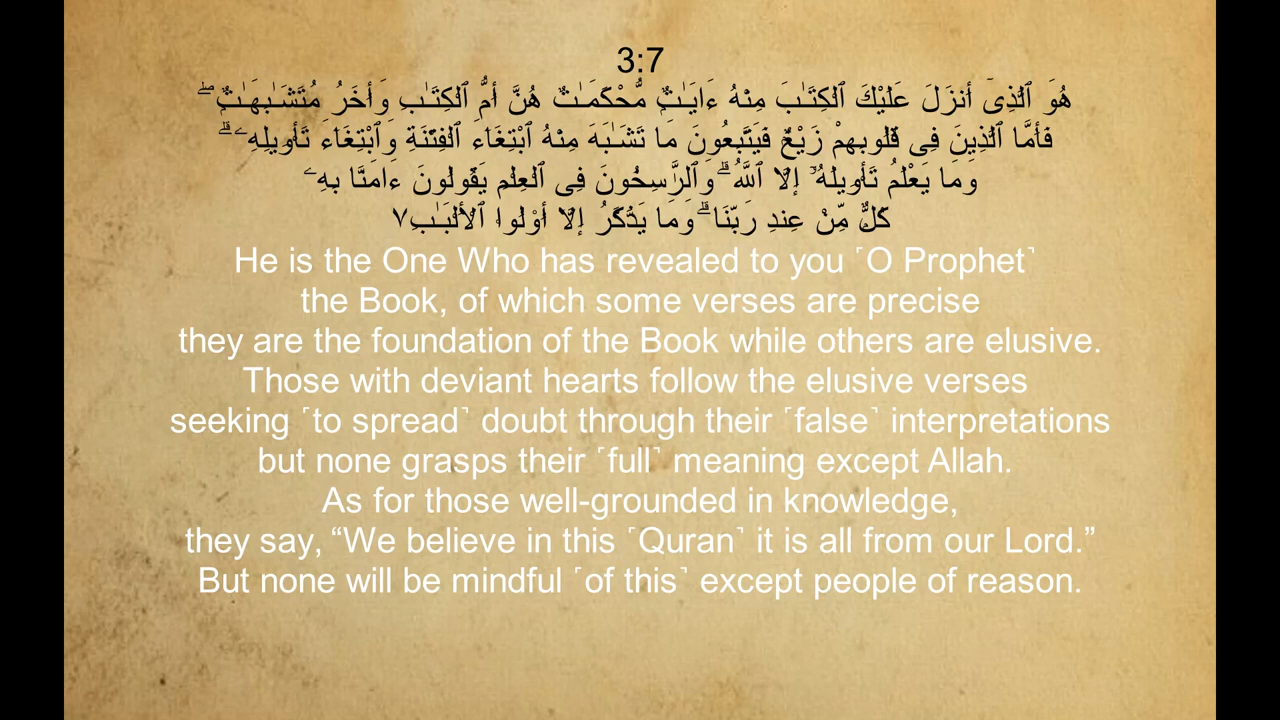 3:7
هُوَ ٱلَّذِىٓ أَنزَلَ عَلَيْكَ ٱلْكِتَـٰبَ مِنْهُ ءَايَـٰتٌ مُّحْكَمَـٰتٌ هُنَّ أُمُّ ٱلْكِتَـٰبِ وَأُخَرُ مُتَشَـٰبِهَـٰتٌ ۖ
فَأَمَّا ٱلَّذِينَ فِى قُلُوبِهِمْ زَيْغٌ فَيَتَّبِعُونَ مَا تَشَـٰبَهَ مِنْهُ ٱبْتِغَآءَ ٱلْفِتْنَةِ وَٱبْتِغَآءَ تَأْوِيلِهِۦ ۗ
وَمَا يَعْلَمُ تَأْوِيلَهُۥٓ إِلَّا ٱللَّهُ ۗ وَٱلرَّٰسِخُونَ فِى ٱلْعِلْمِ يَقُولُونَ ءَامَنَّا بِهِۦ
كُلٌّ مِّنْ عِندِ رَبِّنَا ۗ وَمَا يَذَّكَّرُ إِلَّآ أُو۟لُوا۟ ٱلْأَلْبَـٰبِ ٧
He is the One Who has revealed to you ˹O Prophet˺
the Book, of which some verses are precise
they are the foundation of the Book while others are elusive.
Those with deviant hearts follow the elusive verses
seeking ˹to spread˺ doubt through their ˹false˺ interpretations
but none grasps their ˹full˺ meaning except Allah.
As for those well-grounded in knowledge,
they say, “We believe in this ˹Quran˺ it is all from our Lord.”
But none will be mindful ˹of this˺ except people of reason.